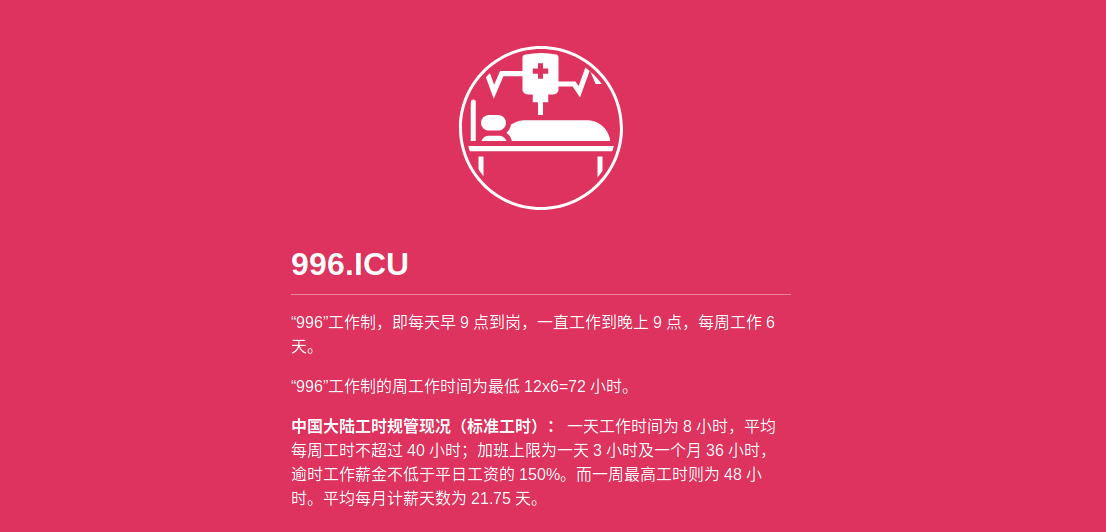 996.ICU
“996”工作制，即每天早 9 点到岗，一直工作到晚上 9 点，每周工作 6
天。
“996”工作制的周工作时间为最低 12x6=72 小时。
中国大陆工时规管现况（标准工时）： 一天工作时间为 8 小时，平均
每周工时不超过 40 小时；加班上限为一天 3 小时及一个月 36 小时，
逾时工作薪金不低于平日工资的 150%。而一周最高工时则为 48 小
时。平均每月计薪天数为 21.75 天。